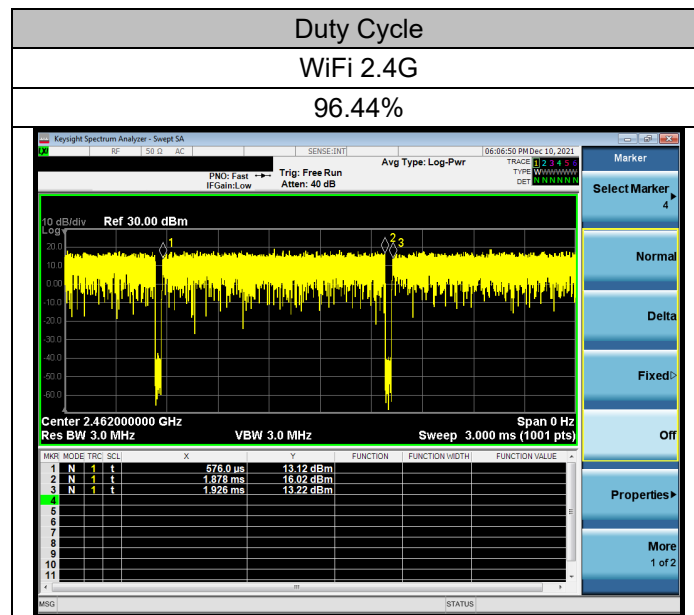 Duty Cycle
WiFi 2.4G
96.44%
Keysight Spectrum Analyzer - Swept SA
RF 50 Ω AC SENSE:INT 06:06:50 PM Dec 10, 2021
Avg Type: Log-Pwr TRACE 1 2 3 4 5 6
PNO: Fast Trig: Free Run TYPE WWWWWW
IFGain:Low Atten: 40 dB DET N N N N N N
10 dB/div Ref 30.00 dBm
Log
1
2
3
20.0
10.0
0.00
-10.0
-20.0
-30.0
-40.0
-50.0
-60.0
Center 2.462000000 GHz Span 0 Hz
Res BW 3.0 MHz VBW 3.0 MHz Sweep 3.000 ms (1001 pts)
MKR MODE TRC SCL X Y FUNCTION FUNCTION WIDTH FUNCTION VALUE
1 N 1 t 576.0 µs 13.12 dBm
2 N 1 t 1.878 ms 16.02 dBm
3 N 1 t 1.926 ms 13.22 dBm
4
5
6
7
8
9
10
11
MSG STATUS
Marker
Select Marker
4
Normal
Delta
Fixed
Off
Properties
More
1 of 2